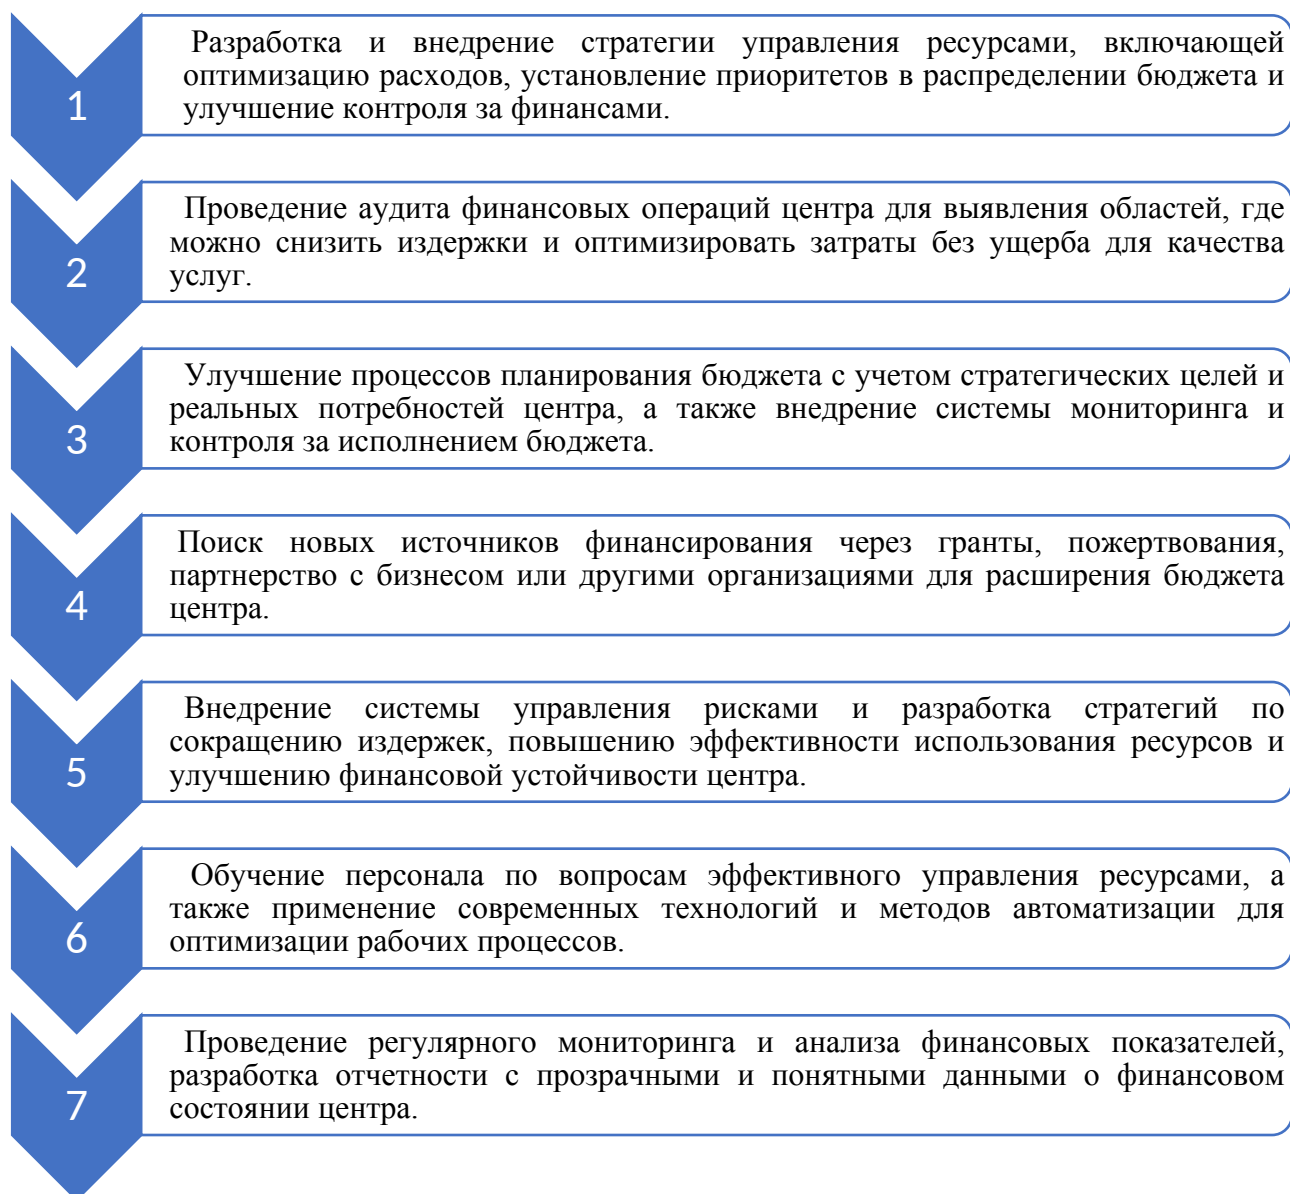 1
Разработка и внедрение стратегии управления ресурсами, включающей
оптимизацию расходов, установление приоритетов в распределении бюджета и
улучшение контроля за финансами.
2
Проведение аудита финансовых операций центра для выявления областей, где
можно снизить издержки и оптимизировать затраты без ущерба для качества
услуг.
3
Улучшение процессов планирования бюджета с учетом стратегических целей и
реальных потребностей центра, а также внедрение системы мониторинга и
контроля за исполнением бюджета.
4
Поиск новых источников финансирования через гранты, пожертвования,
партнерство с бизнесом или другими организациями для расширения бюджета
центра.
5
Внедрение системы управления рисками и разработка стратегий по
сокращению издержек, повышению эффективности использования ресурсов и
улучшению финансовой устойчивости центра.
6
Обучение персонала по вопросам эффективного управления ресурсами, а
также применение современных технологий и методов автоматизации для
оптимизации рабочих процессов.
7
Проведение регулярного мониторинга и анализа финансовых показателей,
разработка отчетности с прозрачными и понятными данными о финансовом
состоянии центра.